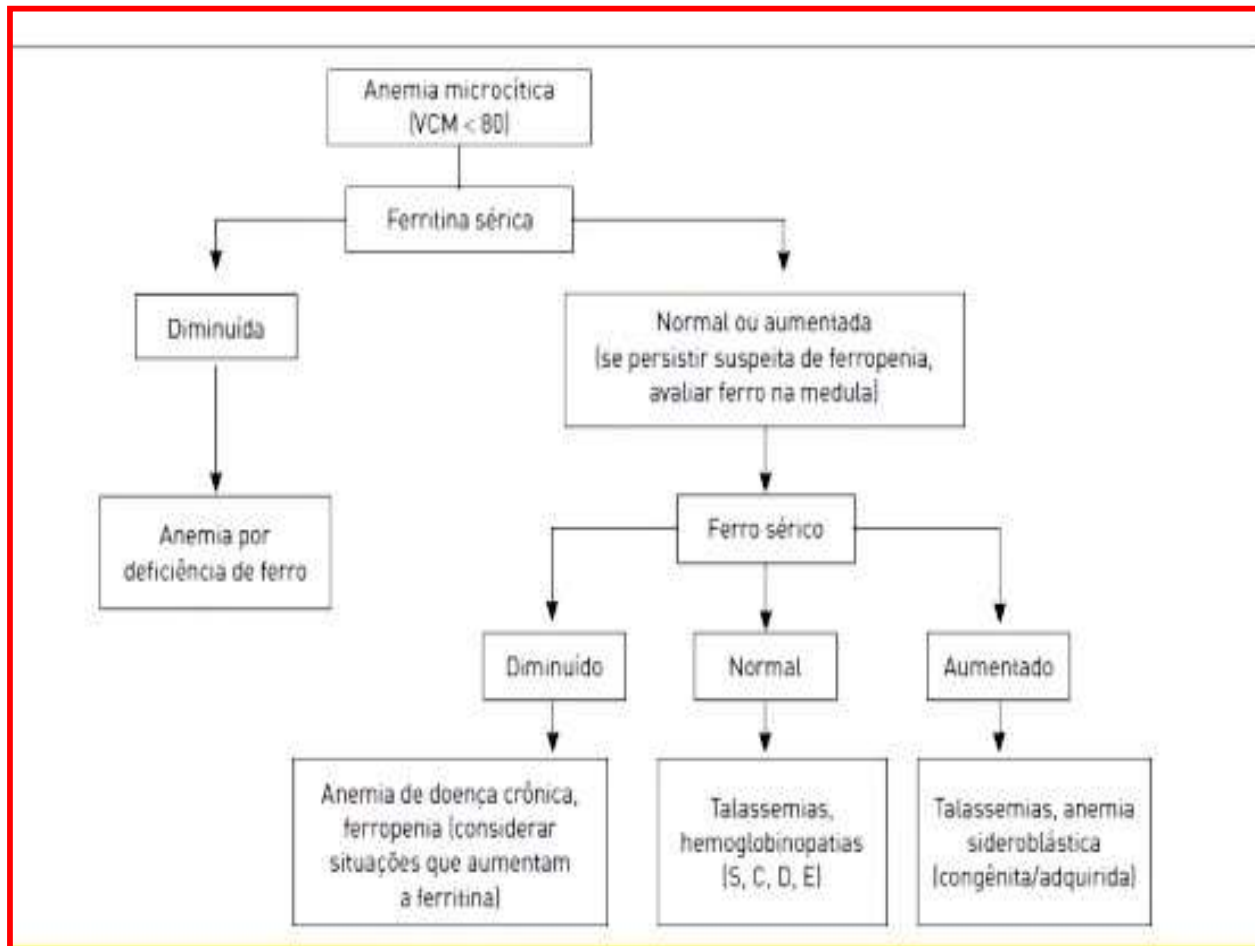 Anemia microcítica
(VCM < 80)
Ferritina sérica
Diminuída
Normal ou aumentada
(se persistir suspeita de ferropenia,
avaliar ferro na medula)
Anemia por
deficiência de ferro
Ferro sérico
Diminuído
Normal
Aumentado
Anemia de doença crônica,
ferropenia (considerar
situações que aumentam
a ferritina)
Talassemias,
hemoglobinopatias
(S, C, D, E)
Talassemias, anemia
sideroblástica
(congênita/adquirida)